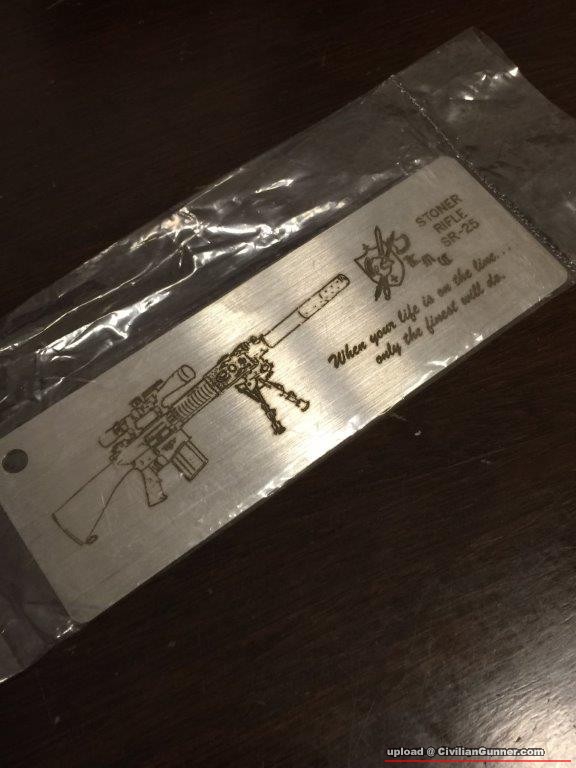 STONER
RIFLE
SR-25
When your life is on the line...
only the finest will do.
upload @ CivilianGunner.com